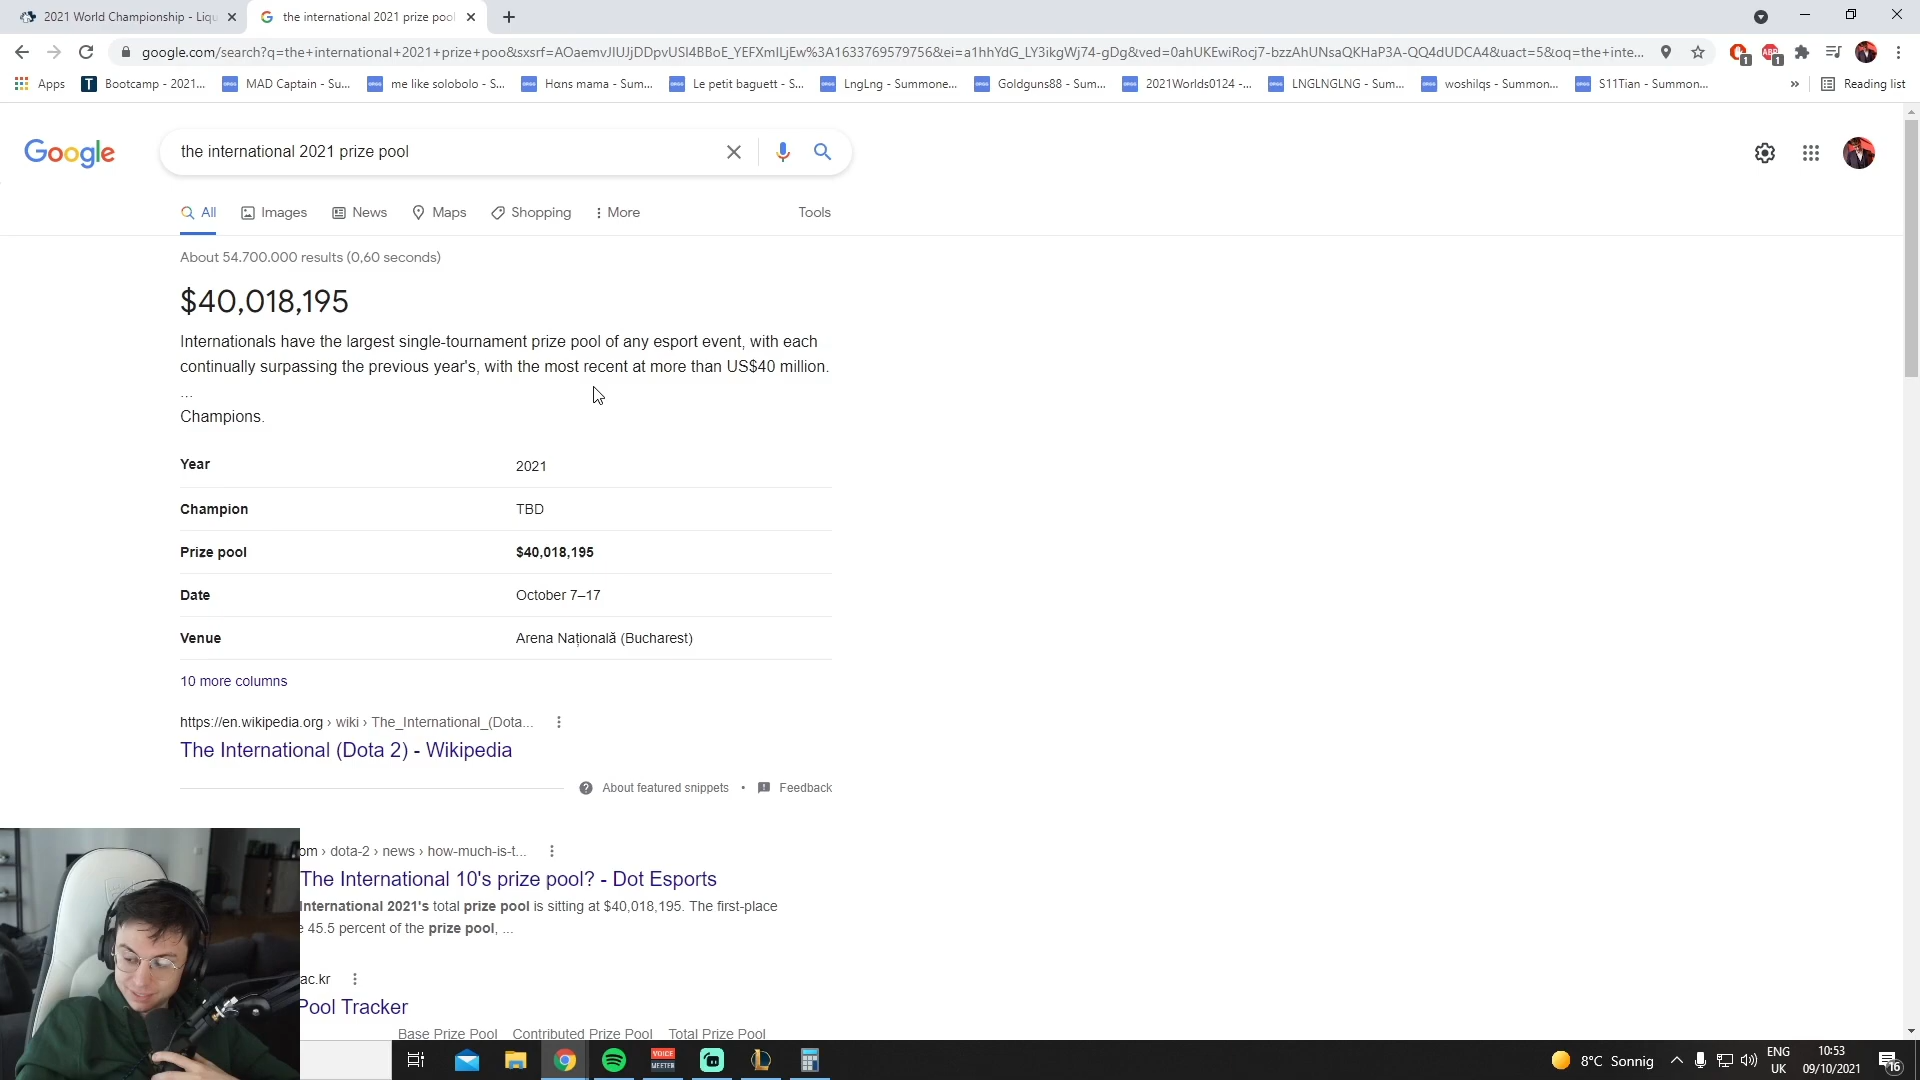 2021 World Championship - Liqu
the international 2021 prize pool
google.com/search?q=the+international+2021+prize+poo&sxsrf=AOaemvJIUJjDDpvUSI4BBoE_YEFXmILjEw%3A1633769579756&ei=a1hhYdG_LY3ikgWj74-gDg&ved=0ahUKEwiRocj7-bzzAhUNsaQKHaP3A-QQ4dUDCA4&uact=5&oq=the+inte...
1
1
Apps
Bootcamp - 2021...
MAD Captain - Su...
me like solobolo - S...
Hαns mama - Sum...
Le petit baguett - S...
LngLng - Summone...
Goldguns88 - Sum...
2021Worlds0124 -...
LNGLNGLNG - Sum...
woshilqs - Summon...
S11Tian - Summon...
Reading list
Google
the international 2021 prize pool
All
Images
News
Maps
Shopping
More
Tools
About 54.700.000 results (0,60 seconds)
$40,018,195
Internationals have the largest single-tournament prize pool of any esport event, with each
continually surpassing the previous year's, with the most recent at more than US$40 million.
...
Champions.
Year 2021
Champion TBD
Prize pool $40,018,195
Date October 7–17
Venue Arena Națională (Bucharest)
10 more columns
https://en.wikipedia.org › wiki › The_International_(Dota...
The International (Dota 2) - Wikipedia
About featured snippets • Feedback
om › dota-2 › news › how-much-is-t...
The International 10's prize pool? - Dot Esports
International 2021's total prize pool is sitting at $40,018,195. The first-place
45.5 percent of the prize pool, ...
ac.kr
Pool Tracker
Base Prize Pool Contributed Prize Pool Total Prize Pool
VOICE
MEETER
8°C Sonnig
ENG
UK
10:53
09/10/2021
16